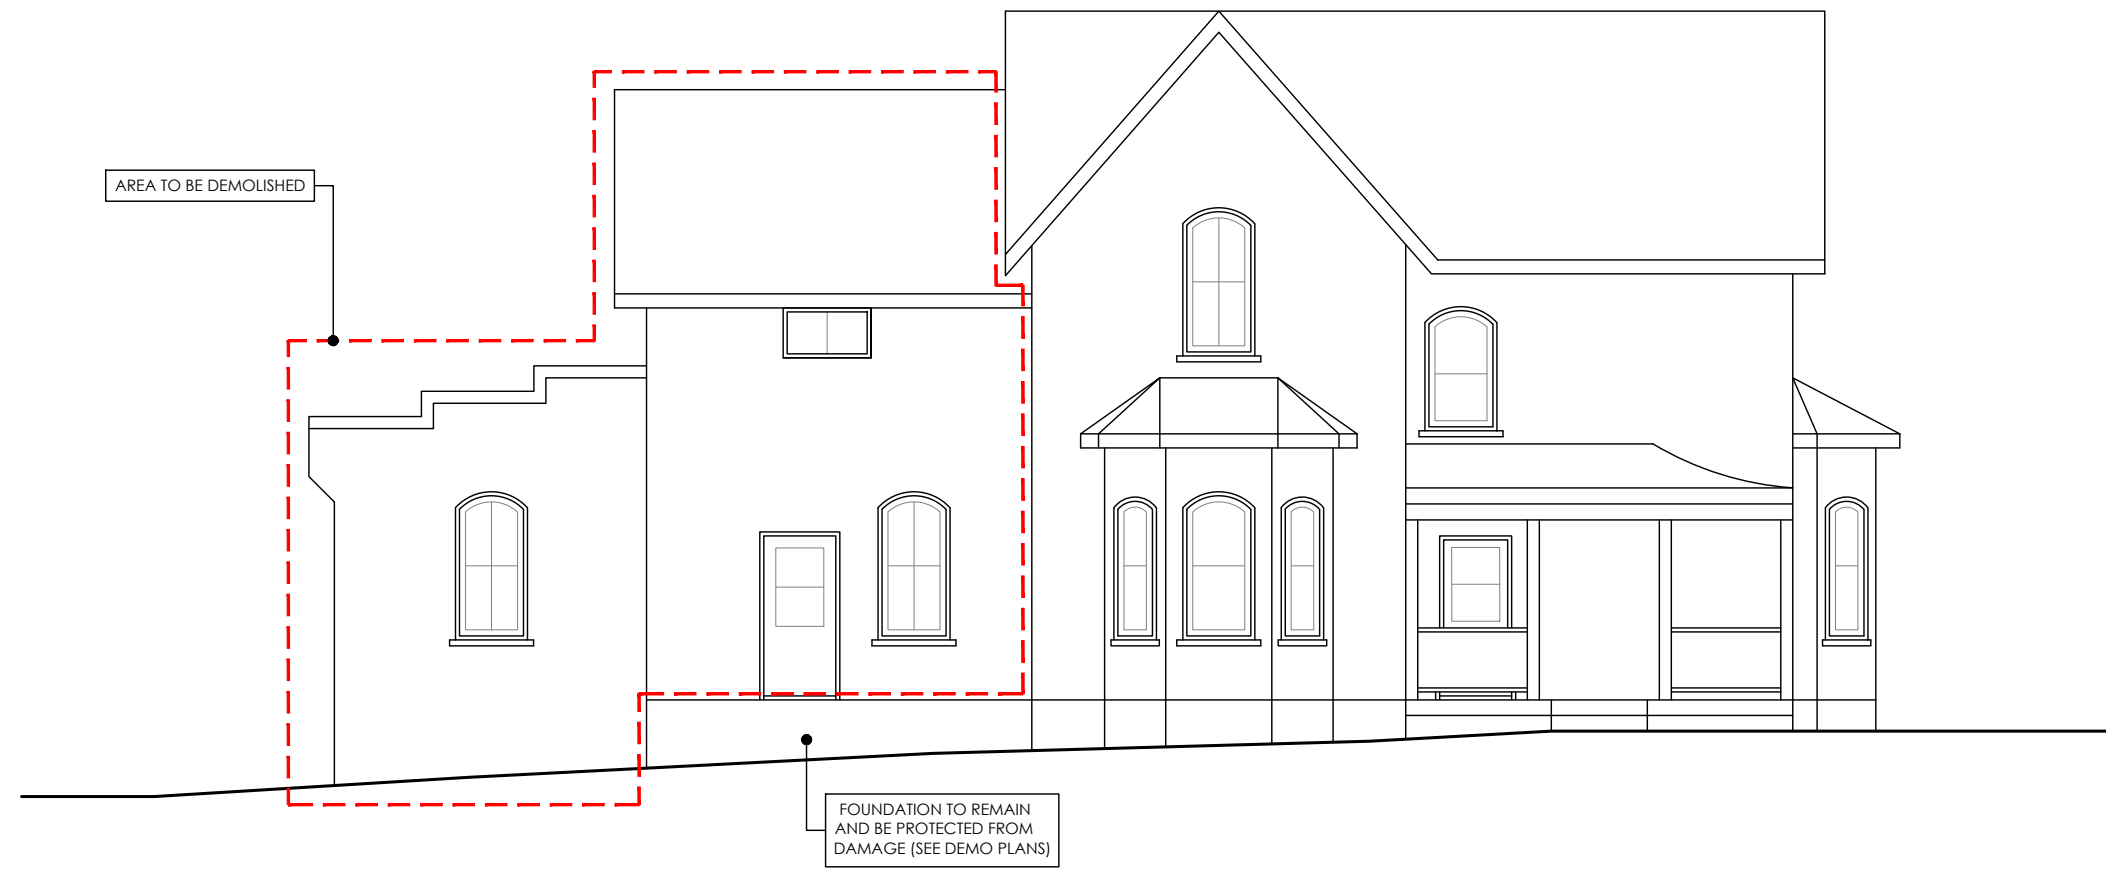 AREA TO BE DEMOLISHED
FOUNDATION TO REMAIN
AND BE PROTECTED FROM
DAMAGE (SEE DEMO PLANS)